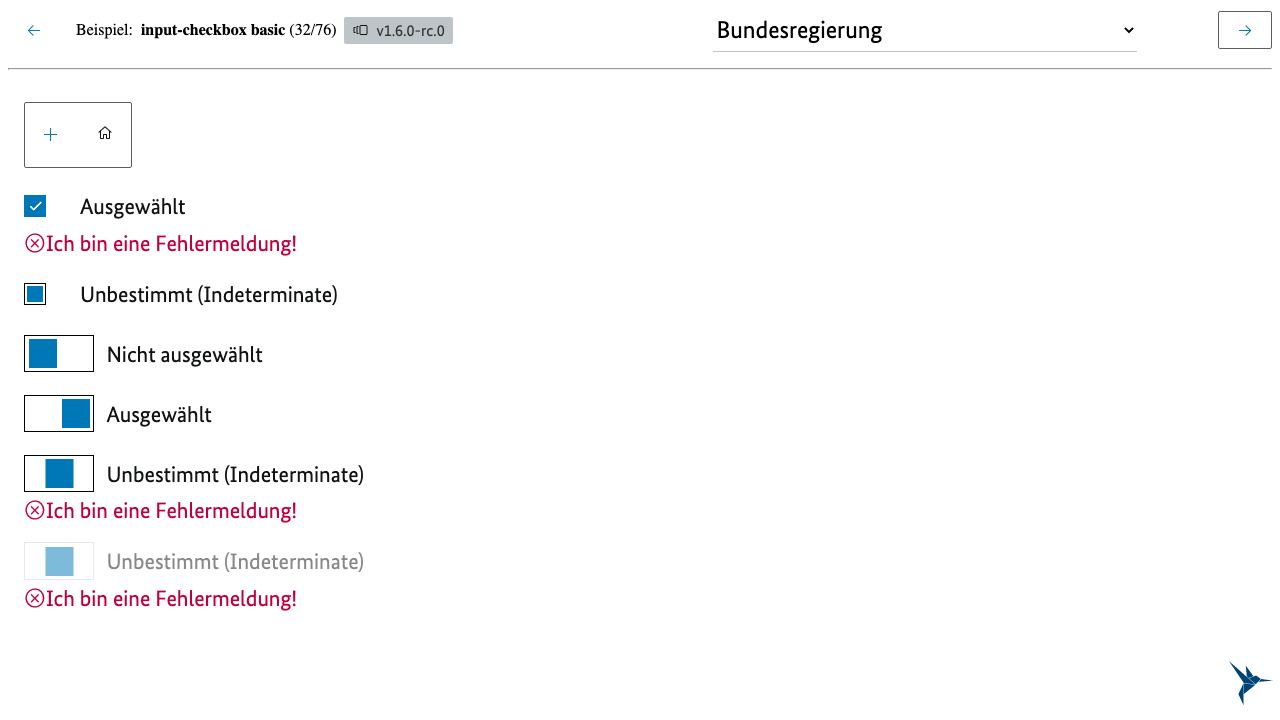 Beispiel: input-checkbox basic (32/76) v1.6.0-rc.0 Bundesregierung
Ausgewählt
Ich bin eine Fehlermeldung!
Unbestimmt (Indeterminate)
Nicht ausgewählt
Ausgewählt
Unbestimmt (Indeterminate)
Ich bin eine Fehlermeldung!
Unbestimmt (Indeterminate)
Ich bin eine Fehlermeldung!